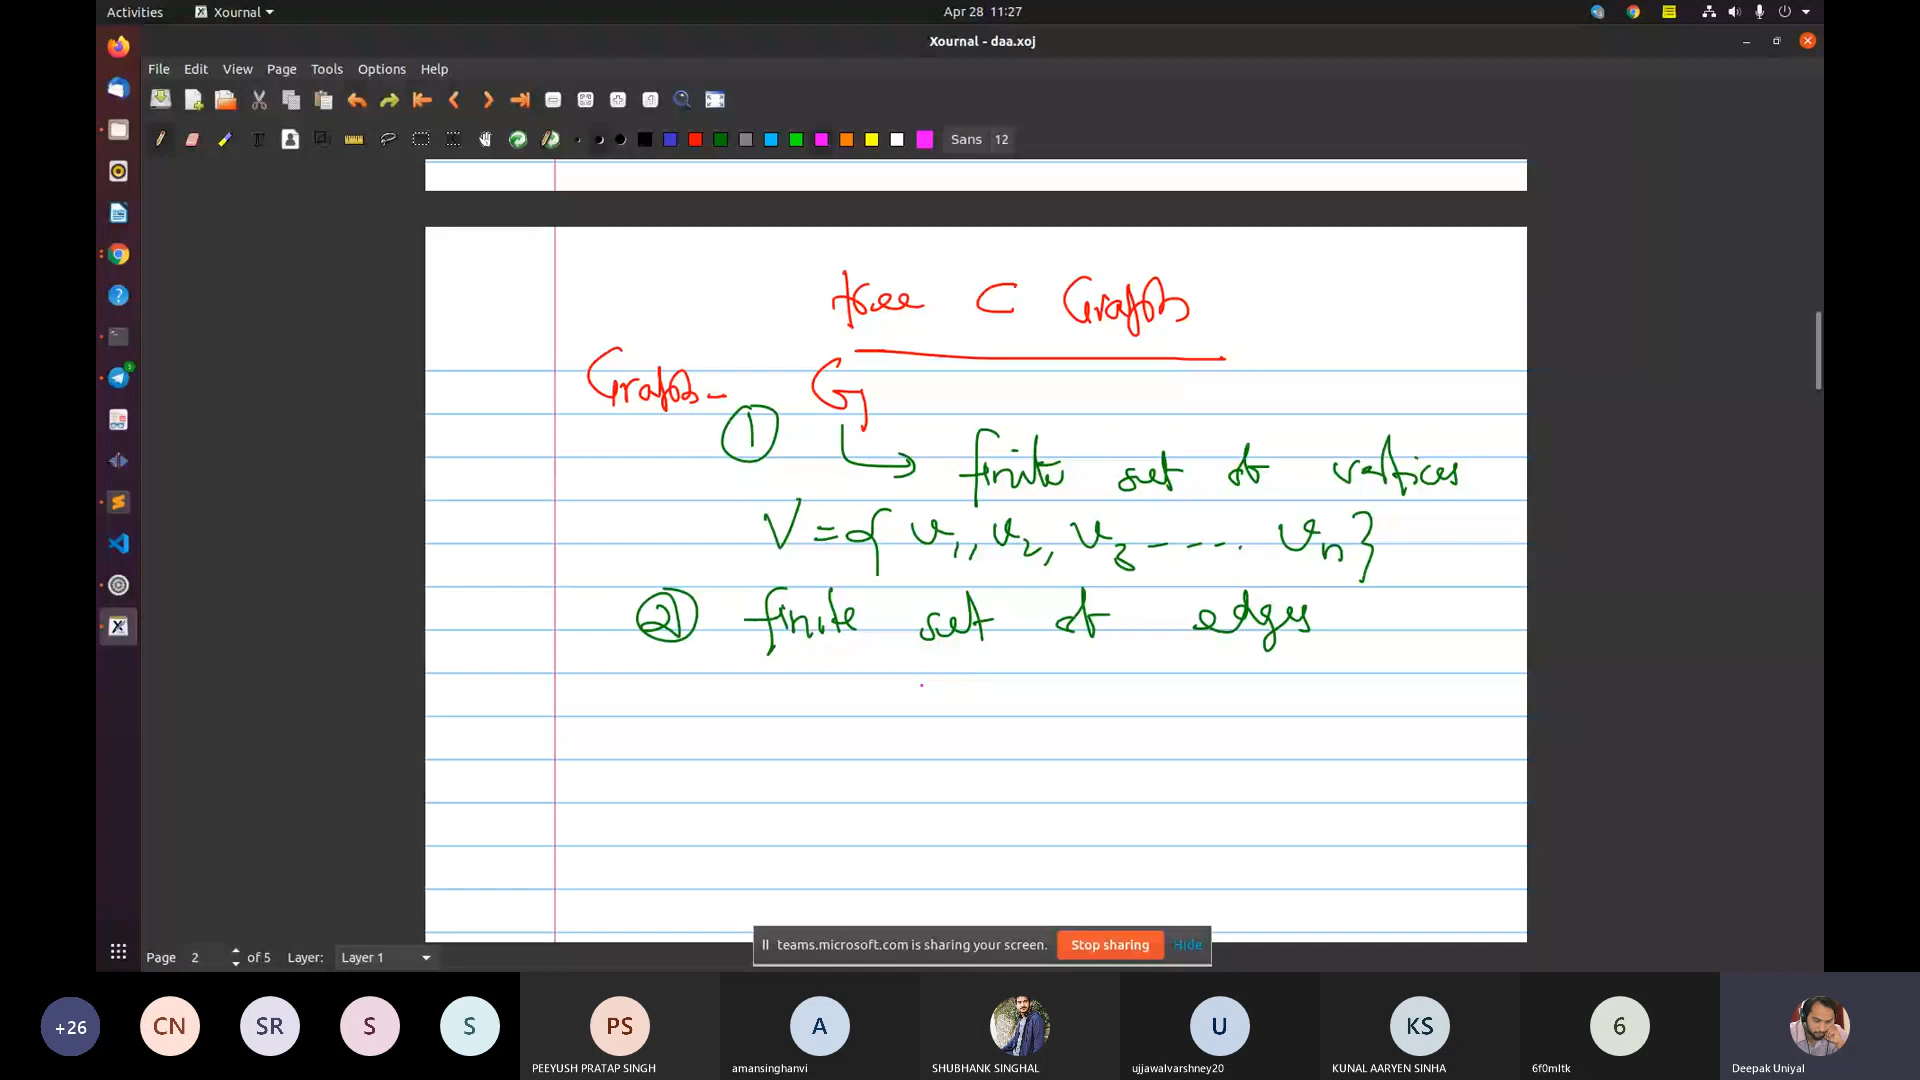 Activities Xournal Apr 28 11:27
Xournal - daa.xoj
File Edit View Page Tools Options Help
Sans 12
tree ⊂ Graph
Graph - G
① → finite set of vertices
V = { v1, v2, v3 - - - . . vn }
② finite set of edges
teams.microsoft.com is sharing your screen. Stop sharing Hide
Page 2 of 5 Layer: Layer 1
+26 CN SR S S PS A U KS 6
PEEYUSH PRATAP SINGH amansinghanvi SHUBHANK SINGHAL ujjawalvarshney20 KUNAL AARYEN SINHA 6f0mltk Deepak Uniyal